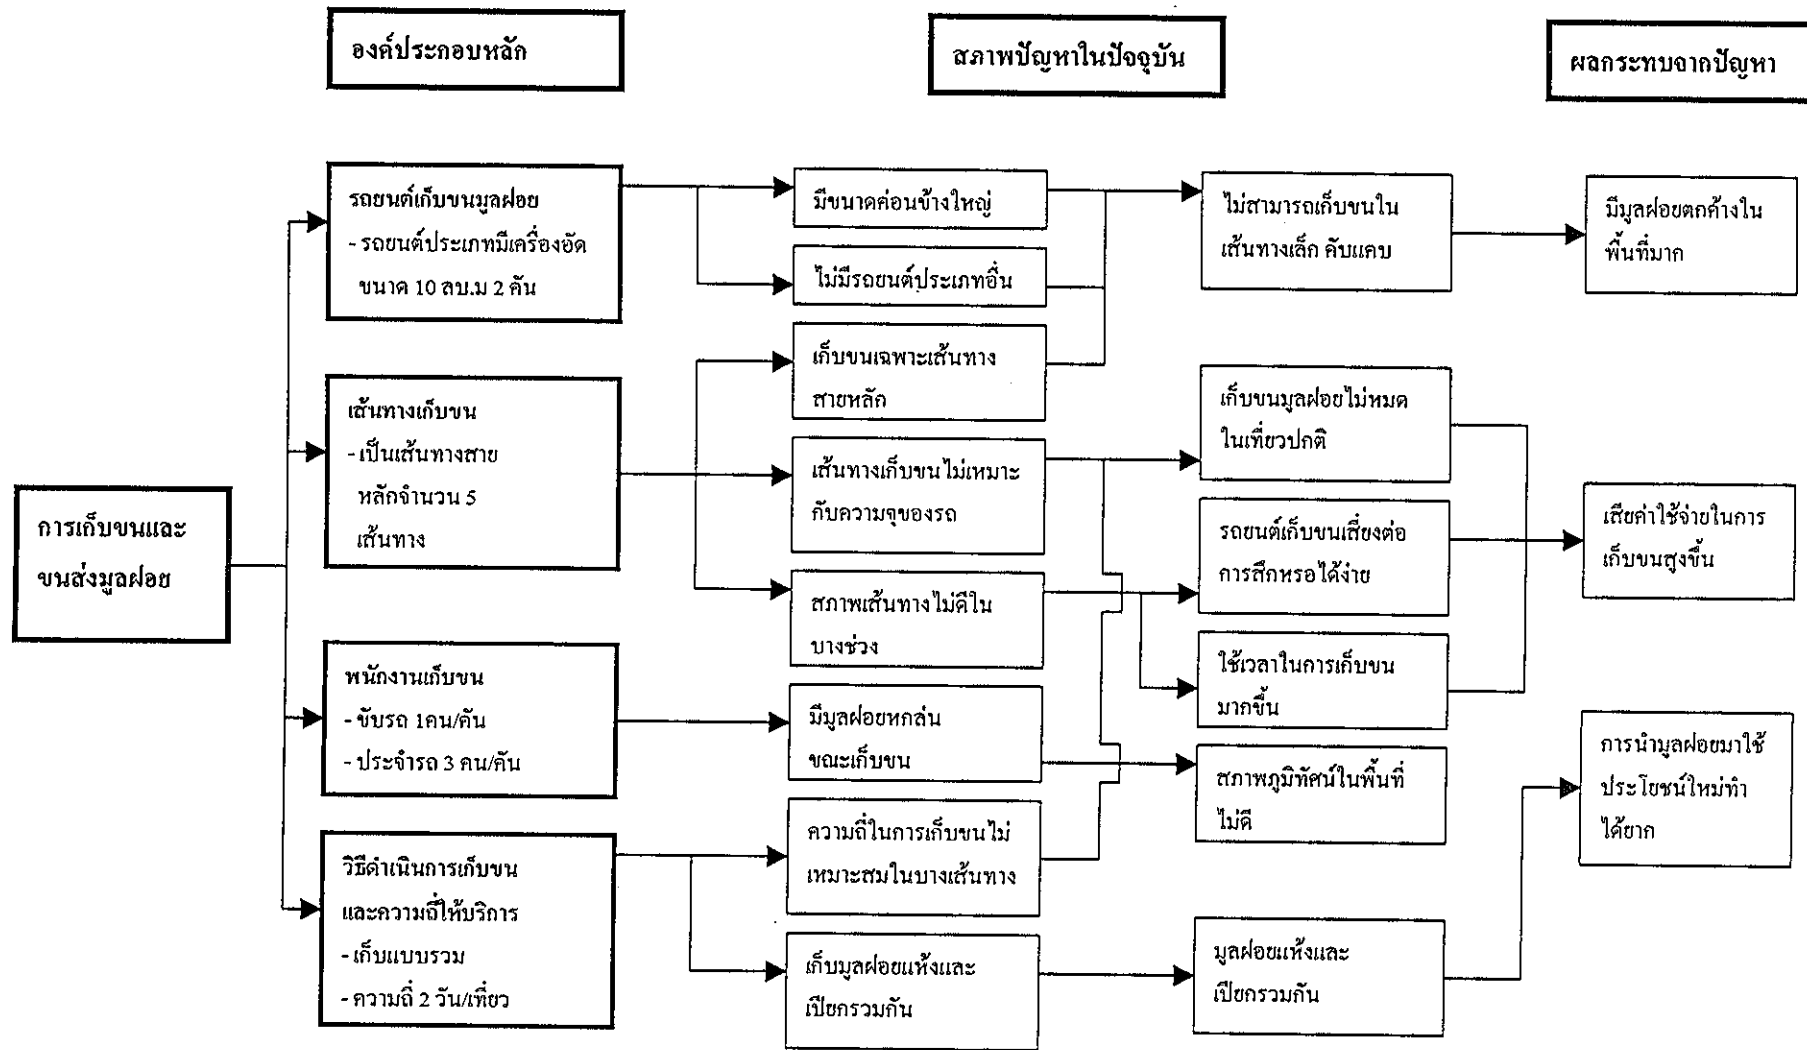 องค์ประกอบหลัก
สภาพปัญหาในปัจจุบัน
ผลกระทบจากปัญหา
การเก็บขนและ
ขนส่งมูลฝอย
รถยนต์เก็บขนมูลฝอย
- รถยนต์ประเภทมีเครื่องอัด
ขนาด 10 ลบ.ม 2 คัน
เส้นทางเก็บขน
- เป็นเส้นทางสาย
หลักจำนวน 5
เส้นทาง
พนักงานเก็บขน
- ขับรถ 1คน/คัน
- ประจำรถ 3 คน/คัน
วิธีดำเนินการเก็บขน
และความถี่ให้บริการ
- เก็บแบบรวม
- ความถี่ 2 วัน/เที่ยว
มีขนาดค่อนข้างใหญ่
ไม่มีรถยนต์ประเภทอื่น
เก็บขนเฉพาะเส้นทาง
สายหลัก
เส้นทางเก็บขนไม่เหมาะ
กับความจุของรถ
สภาพเส้นทางไม่ดีใน
บางช่วง
มีมูลฝอยหกล่น
ขณะเก็บขน
ความถี่ในการเก็บขนไม่
เหมาะสมในบางเส้นทาง
เก็บมูลฝอยแห้งและ
เปียกรวมกัน
ไม่สามารถเก็บขนใน
เส้นทางเล็ก คับแคบ
เก็บขนมูลฝอยไม่หมด
ในเที่ยวปกติ
รถยนต์เก็บขนเสี่ยงต่อ
การสึกหรอได้ง่าย
ใช้เวลาในการเก็บขน
มากขึ้น
สภาพภูมิทัศน์ในพื้นที่
ไม่ดี
มูลฝอยแห้งและ
เปียกรวมกัน
มีมูลฝอยตกค้างใน
พื้นที่มาก
เสียค่าใช้จ่ายในการ
เก็บขนสูงขึ้น
การนำมูลฝอยมาใช้
ประโยชน์ใหม่ทำ
ได้ยาก